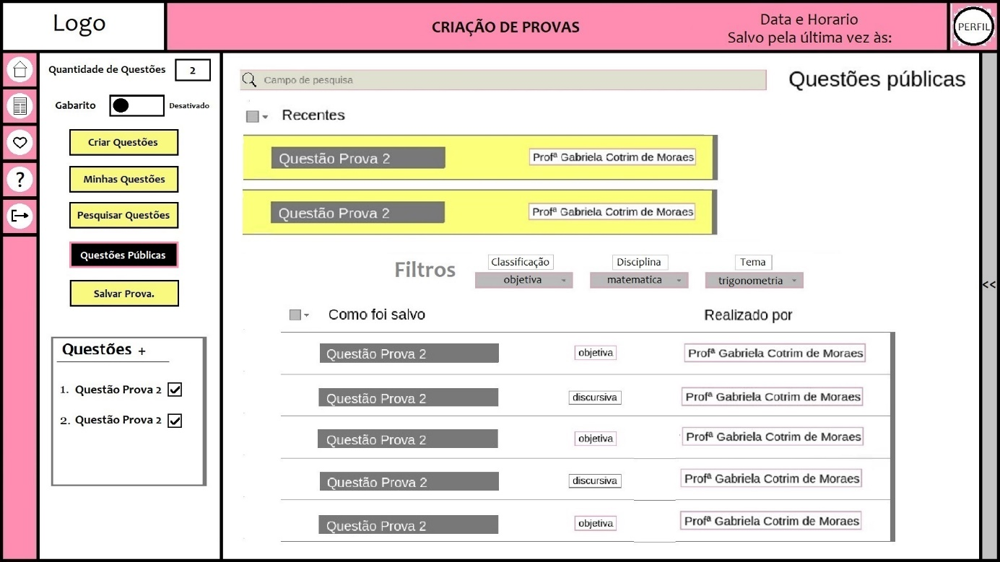 Logo
CRIAÇÃO DE PROVAS
Data e Horario
Salvo pela última vez às:
PERFIL
Quantidade de Questões 2
Gabarito Desativado
Criar Questões
Minhas Questões
?
Pesquisar Questões
Questões Públicas
Salvar Prova.
Questões +
1. Questão Prova 2
2. Questão Prova 2
Campo de pesquisa
Questões públicas
Recentes
Questão Prova 2 Profª Gabriela Cotrim de Moraes
Questão Prova 2 Profª Gabriela Cotrim de Moraes
Filtros
Classificação Disciplina Tema
objetiva matematica trigonometria
<<
Como foi salvo Realizado por
Questão Prova 2 objetiva Profª Gabriela Cotrim de Moraes
Questão Prova 2 discursiva Profª Gabriela Cotrim de Moraes
Questão Prova 2 objetiva Profª Gabriela Cotrim de Moraes
Questão Prova 2 discursiva Profª Gabriela Cotrim de Moraes
Questão Prova 2 objetiva Profª Gabriela Cotrim de Moraes